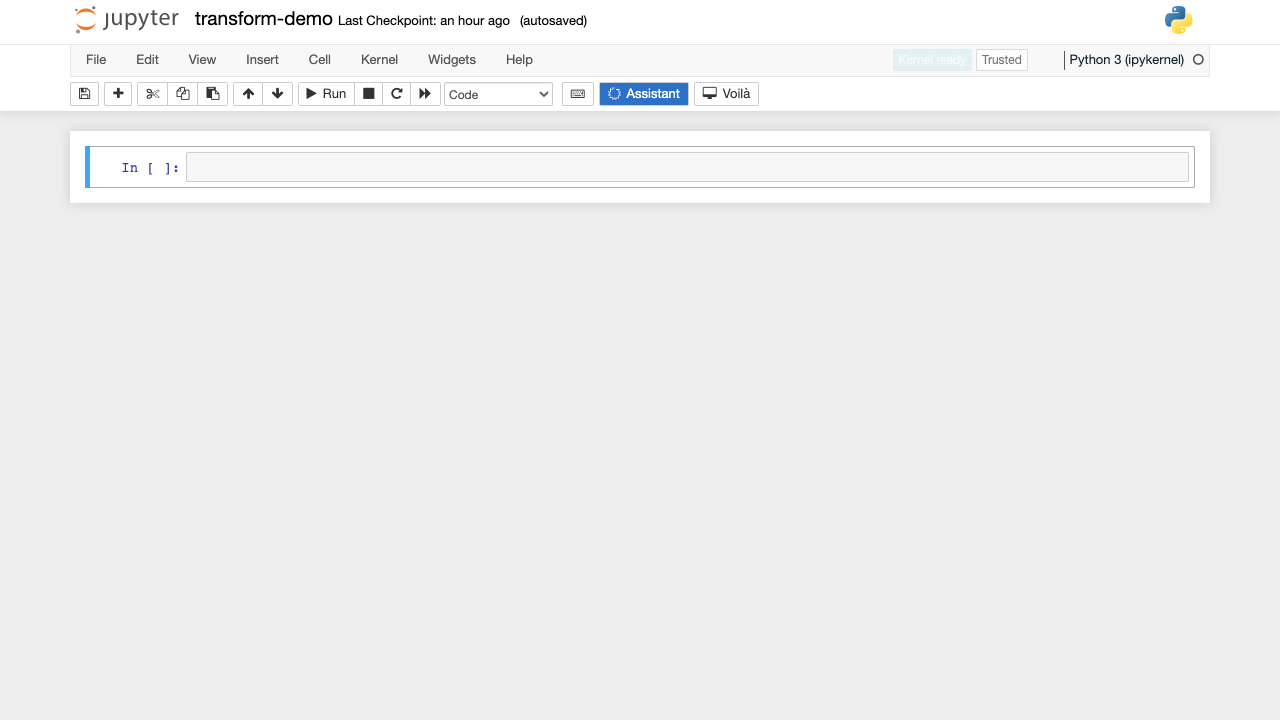 jupyter transform-demo Last Checkpoint: an hour ago (autosaved)
File Edit View Insert Cell Kernel Widgets Help Kernel ready Trusted Python 3 (ipykernel)
Run Code Assistant Voilà
In [ ]: